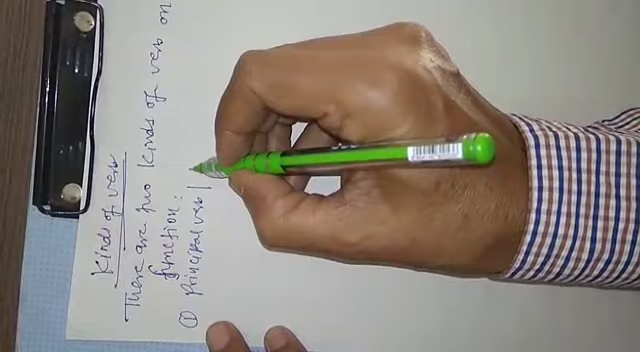 Kinds of verb
There are two kinds of verb on
function:
① Principal verb |